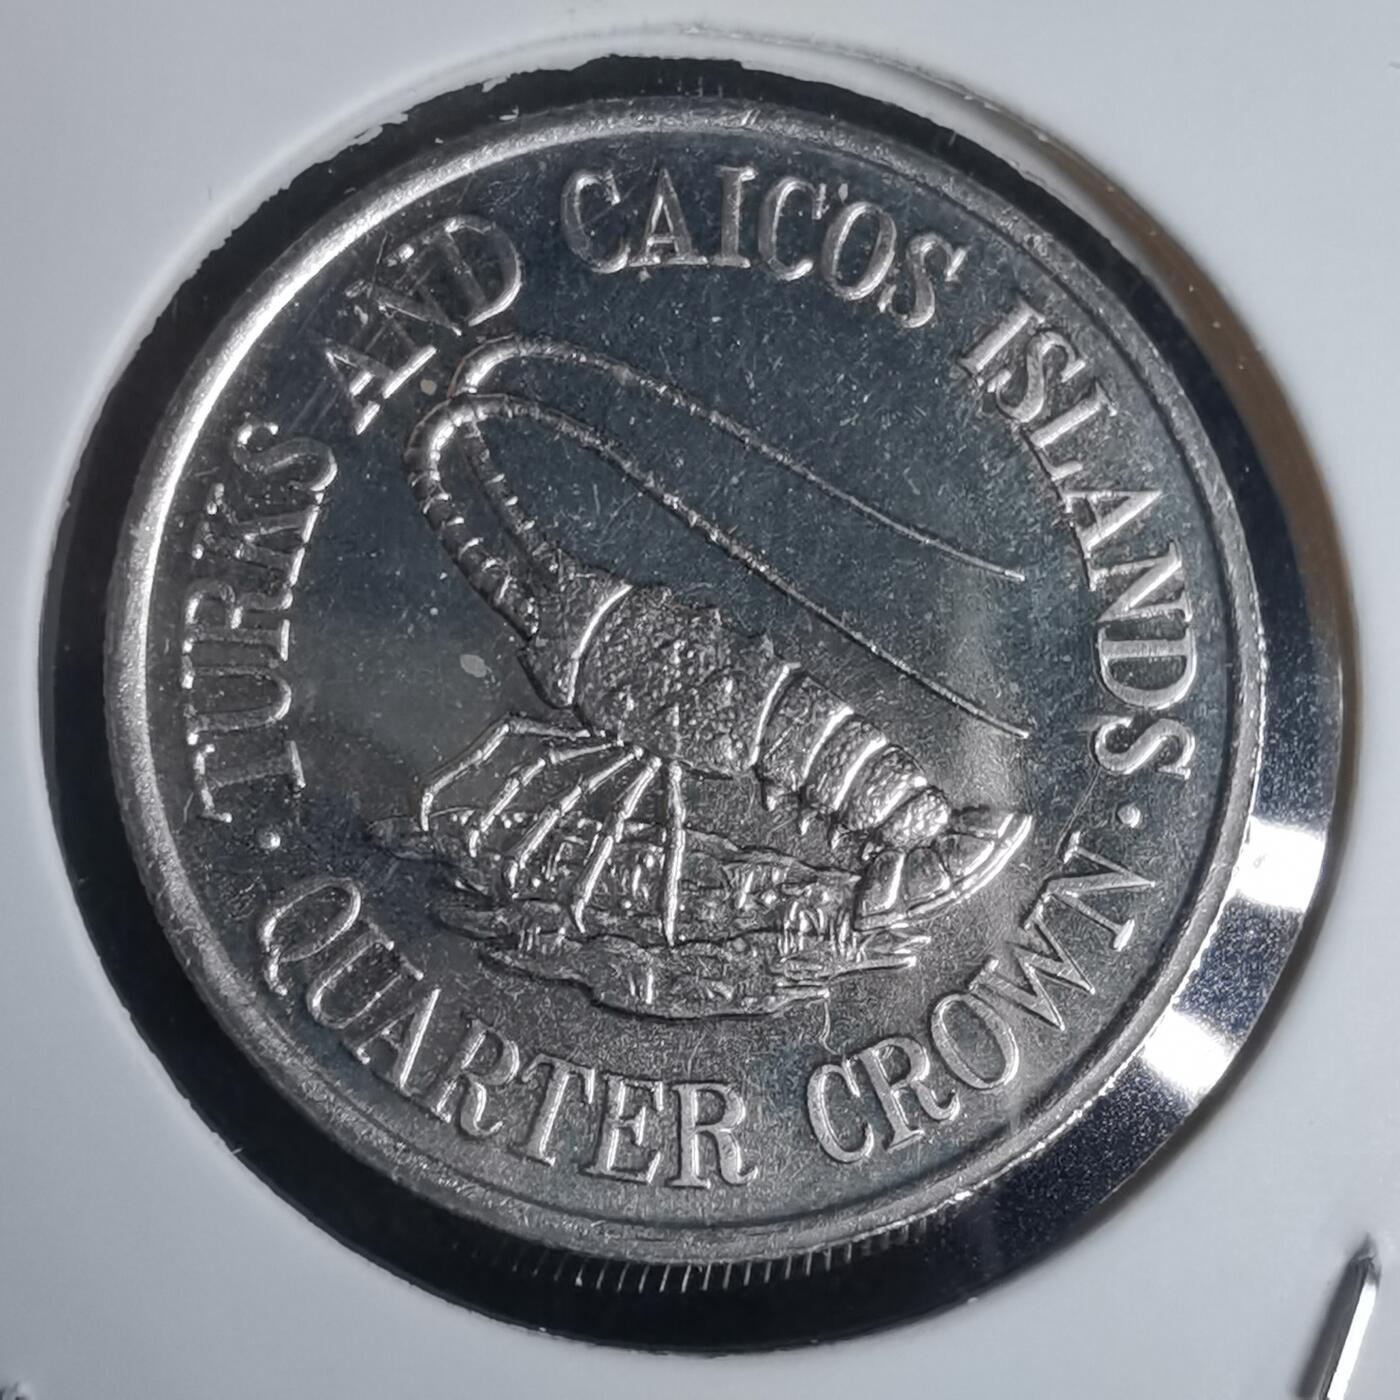 · TURKS AND CAICOS ISLANDS ·
QUARTER CROWN